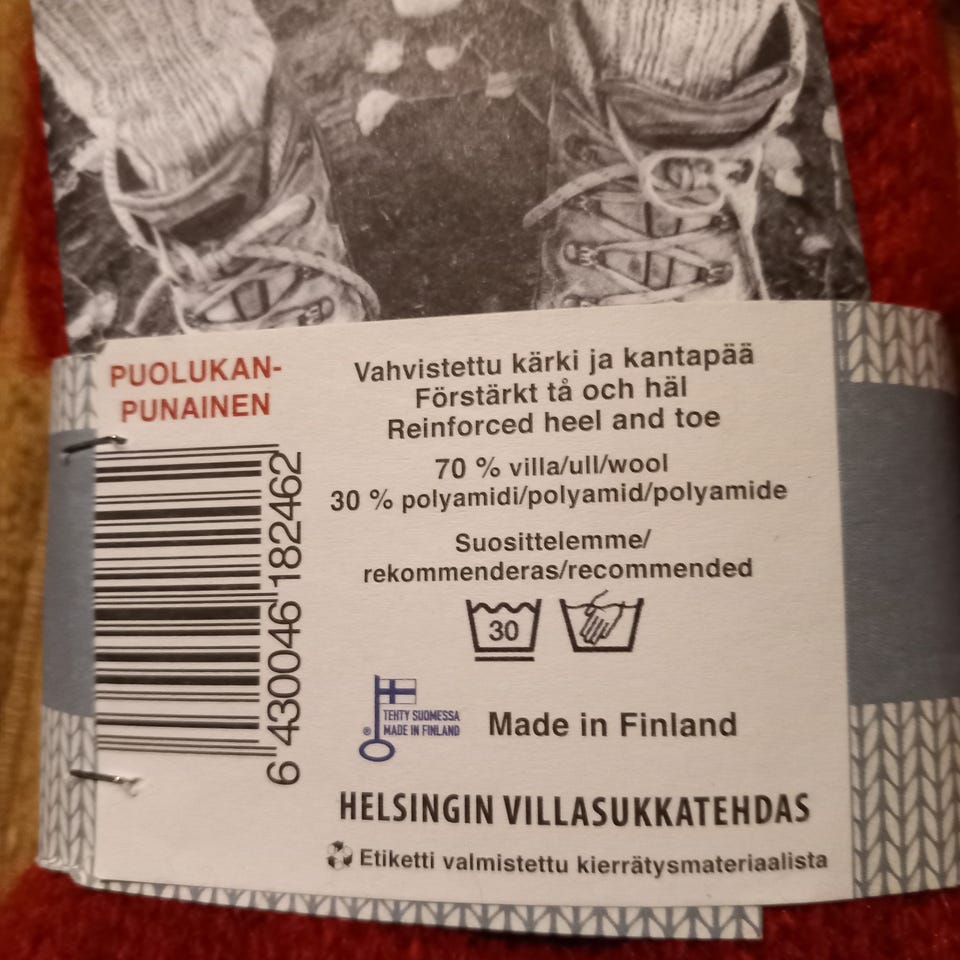 PUOLUKAN-
PUNAINEN
Vahvistettu kärki ja kantapää
Förstärkt tå och häl
Reinforced heel and toe
70 % villa/ull/wool
30 % polyamidi/polyamid/polyamide
Suosittelemme/
rekommenderas/recommended
30
6 430046 182462
® TEHTY SUOMESSA
MADE IN FINLAND
Made in Finland
HELSINGIN VILLASUKKATEHDAS
Etiketti valmistettu kierrätysmateriaalista